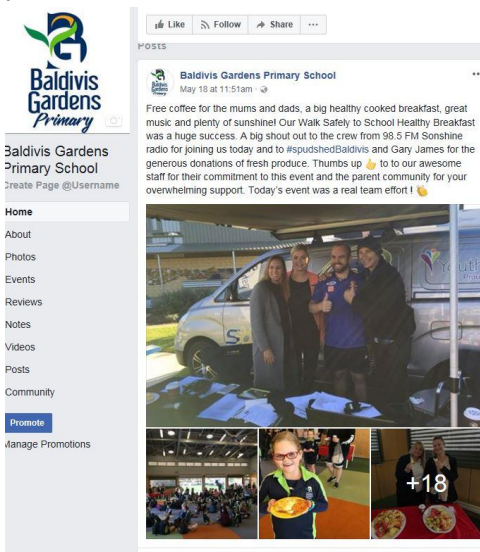 Like Follow Share ...
Posts
Baldivis
Gardens
Primary
Baldivis Gardens
Primary School
Create Page @Username
Home
About
Photos
Events
Reviews
Notes
Videos
Posts
Community
Promote
Manage Promotions
Baldivis Gardens Primary School
May 18 at 11:51am
Free coffee for the mums and dads, a big healthy cooked breakfast, great
music and plenty of sunshine! Our Walk Safely to School Healthy Breakfast
was a huge success. A big shout out to the crew from 98.5 FM Sonshine
radio for joining us today and to #spudshedBaldivis and Gary James for the
generous donations of fresh produce. Thumbs up 👍 to to our awesome
staff for their commitment to this event and the parent community for your
overwhelming support. Today's event was a real team effort ! 👏
+18